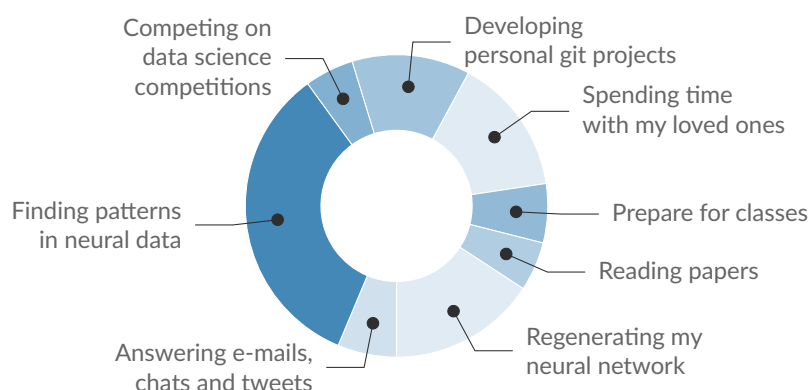 Competing on
data science
competitions
Developing
personal git projects
Spending time
with my loved ones
Finding patterns
in neural data
Prepare for classes
Reading papers
Regenerating my
neural network
Answering e-mails,
chats and tweets